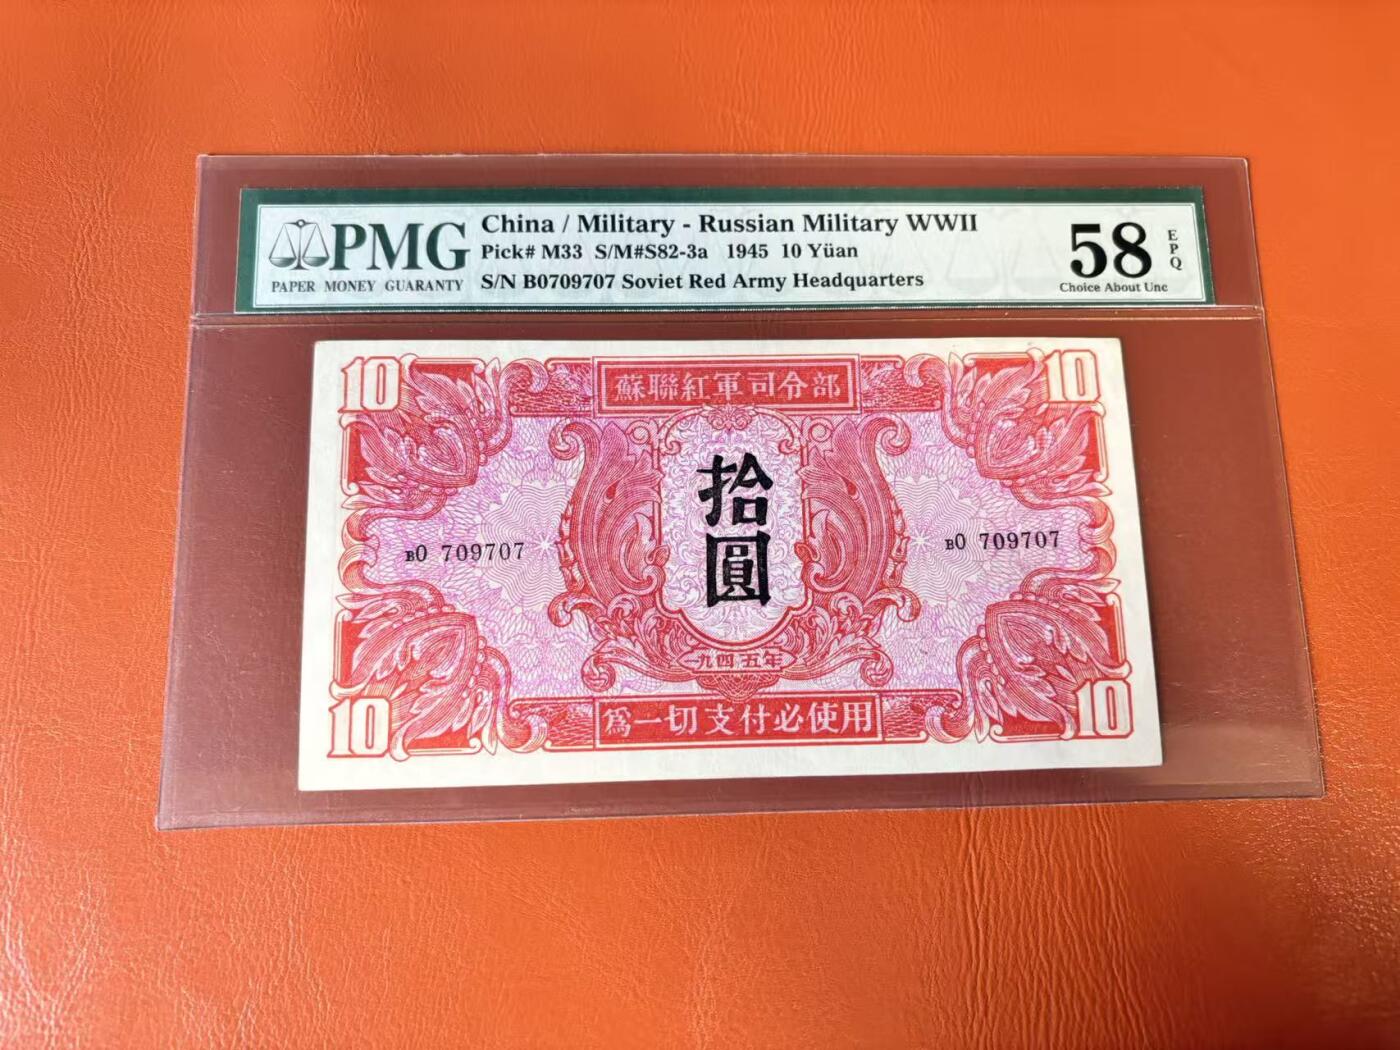 PMG
PAPER MONEY GUARANTY
China / Military - Russian Military WWII
Pick# M33 S/M#S82-3a 1945 10 Yüan
S/N B0709707 Soviet Red Army Headquarters
58
EPQ
Choice About Unc
10
蘇聯紅軍司令部
10
拾
圓
BO 709707
BO 709707
一九四五年
10
爲一切支付必使用
10